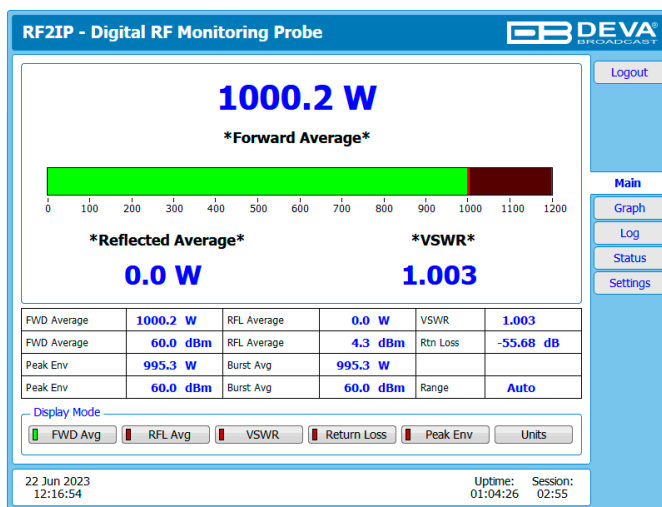 RF2IP - Digital RF Monitoring Probe
DEVA
BROADCAST
Logout
1000.2 W
*Forward Average*
0 100 200 300 400 500 600 700 800 900 1000 1100 1200
*Reflected Average* *VSWR*
0.0 W 1.003
Main
Graph
Log
Status
Settings
FWD Average 1000.2 W RFL Average 0.0 W VSWR 1.003
FWD Average 60.0 dBm RFL Average 4.3 dBm Rtn Loss -55.68 dB
Peak Env 995.3 W Burst Avg 995.3 W
Peak Env 60.0 dBm Burst Avg 60.0 dBm Range Auto
Display Mode
FWD Avg RFL Avg VSWR Return Loss Peak Env Units
22 Jun 2023 Uptime: Session:
12:16:54 01:04:26 02:55